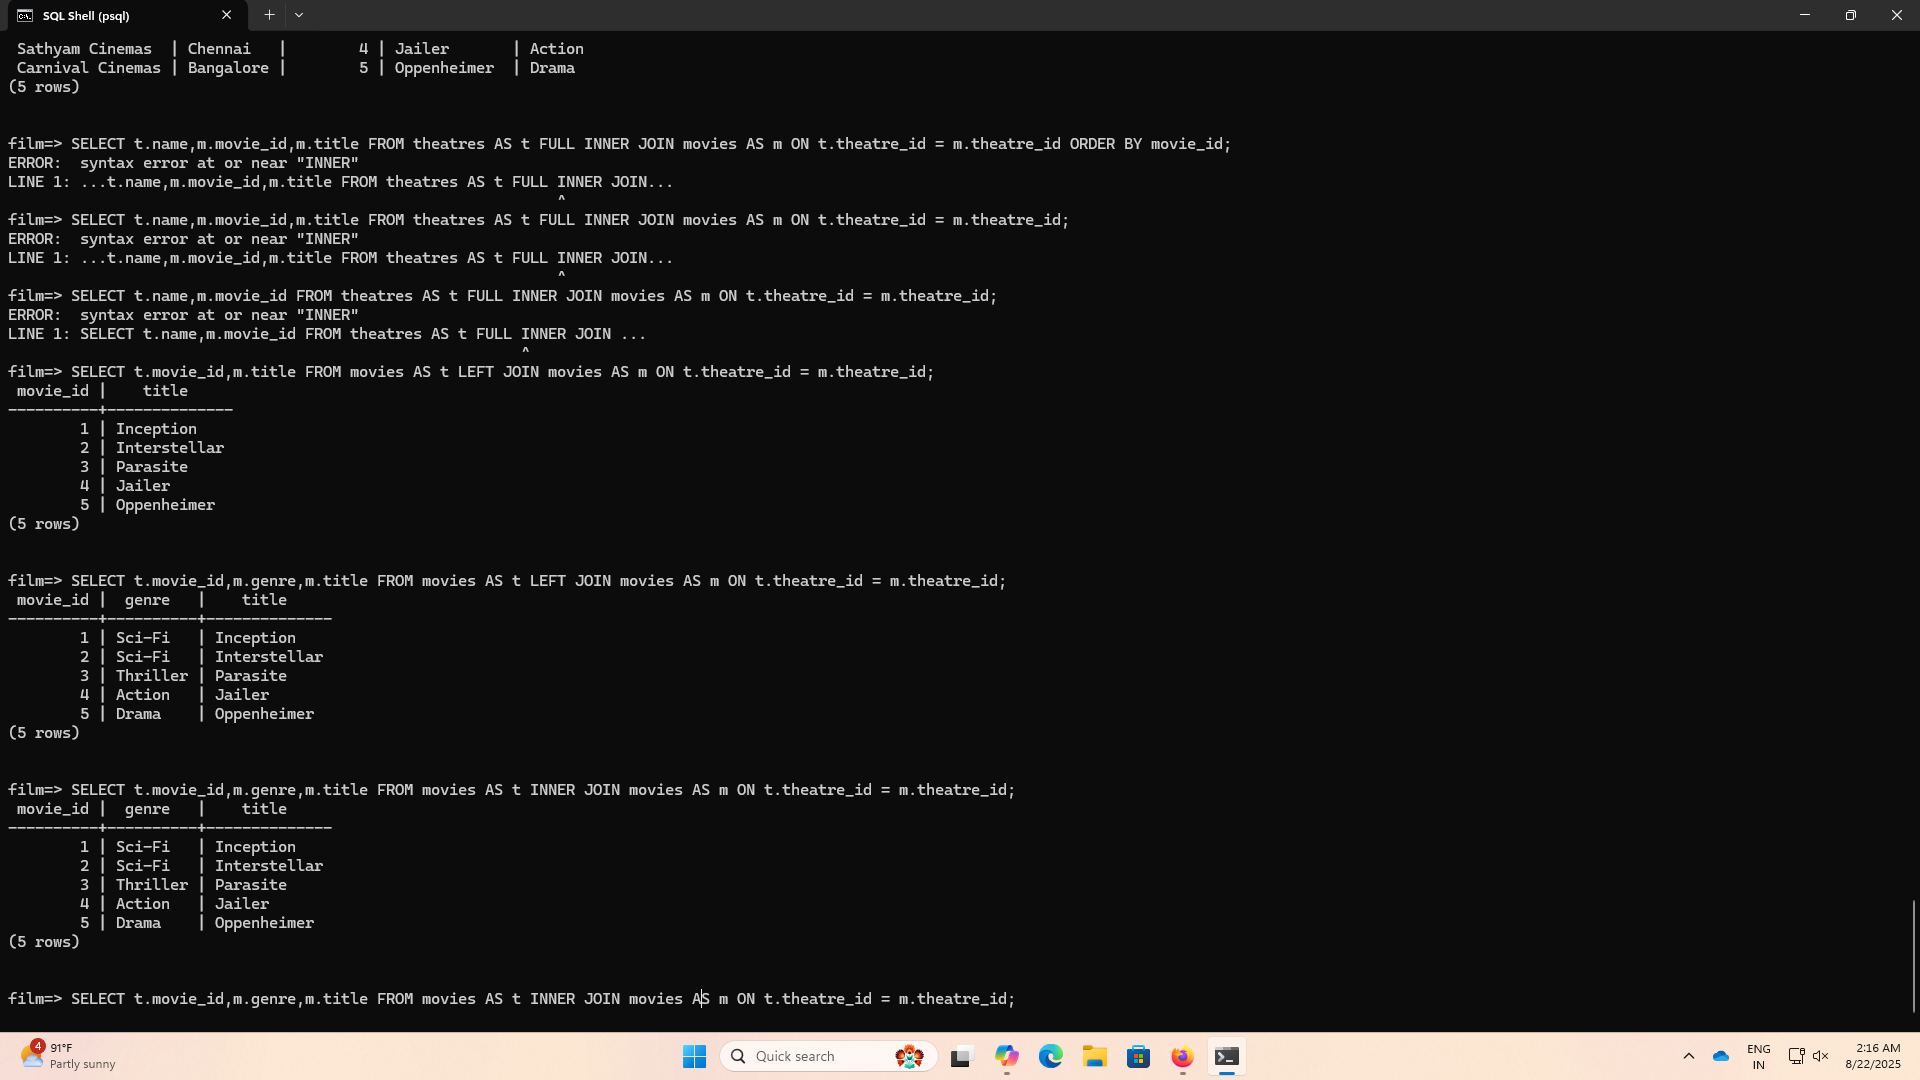 SQL Shell (psql)
 Sathyam Cinemas  | Chennai   |        4 | Jailer       | Action
 Carnival Cinemas | Bangalore |        5 | Oppenheimer  | Drama
(5 rows)
film=> SELECT t.name,m.movie_id,m.title FROM theatres AS t FULL INNER JOIN movies AS m ON t.theatre_id = m.theatre_id ORDER BY movie_id;
ERROR:  syntax error at or near "INNER"
LINE 1: ...t.name,m.movie_id,m.title FROM theatres AS t FULL INNER JOIN...
                                                             ^
film=> SELECT t.name,m.movie_id,m.title FROM theatres AS t FULL INNER JOIN movies AS m ON t.theatre_id = m.theatre_id;
ERROR:  syntax error at or near "INNER"
LINE 1: ...t.name,m.movie_id,m.title FROM theatres AS t FULL INNER JOIN...
                                                             ^
film=> SELECT t.name,m.movie_id FROM theatres AS t FULL INNER JOIN movies AS m ON t.theatre_id = m.theatre_id;
ERROR:  syntax error at or near "INNER"
LINE 1: SELECT t.name,m.movie_id FROM theatres AS t FULL INNER JOIN ...
                                                         ^
film=> SELECT t.movie_id,m.title FROM movies AS t LEFT JOIN movies AS m ON t.theatre_id = m.theatre_id;
 movie_id |    title
----------+--------------
        1 | Inception
        2 | Interstellar
        3 | Parasite
        4 | Jailer
        5 | Oppenheimer
(5 rows)
film=> SELECT t.movie_id,m.genre,m.title FROM movies AS t LEFT JOIN movies AS m ON t.theatre_id = m.theatre_id;
 movie_id |  genre   |    title
----------+----------+--------------
        1 | Sci-Fi   | Inception
        2 | Sci-Fi   | Interstellar
        3 | Thriller | Parasite
        4 | Action   | Jailer
        5 | Drama    | Oppenheimer
(5 rows)
film=> SELECT t.movie_id,m.genre,m.title FROM movies AS t INNER JOIN movies AS m ON t.theatre_id = m.theatre_id;
 movie_id |  genre   |    title
----------+----------+--------------
        1 | Sci-Fi   | Inception
        2 | Sci-Fi   | Interstellar
        3 | Thriller | Parasite
        4 | Action   | Jailer
        5 | Drama    | Oppenheimer
(5 rows)
film=> SELECT t.movie_id,m.genre,m.title FROM movies AS t INNER JOIN movies AS m ON t.theatre_id = m.theatre_id;
4
91°F
Partly sunny
Quick search
ENG
IN
2:16 AM
8/22/2025